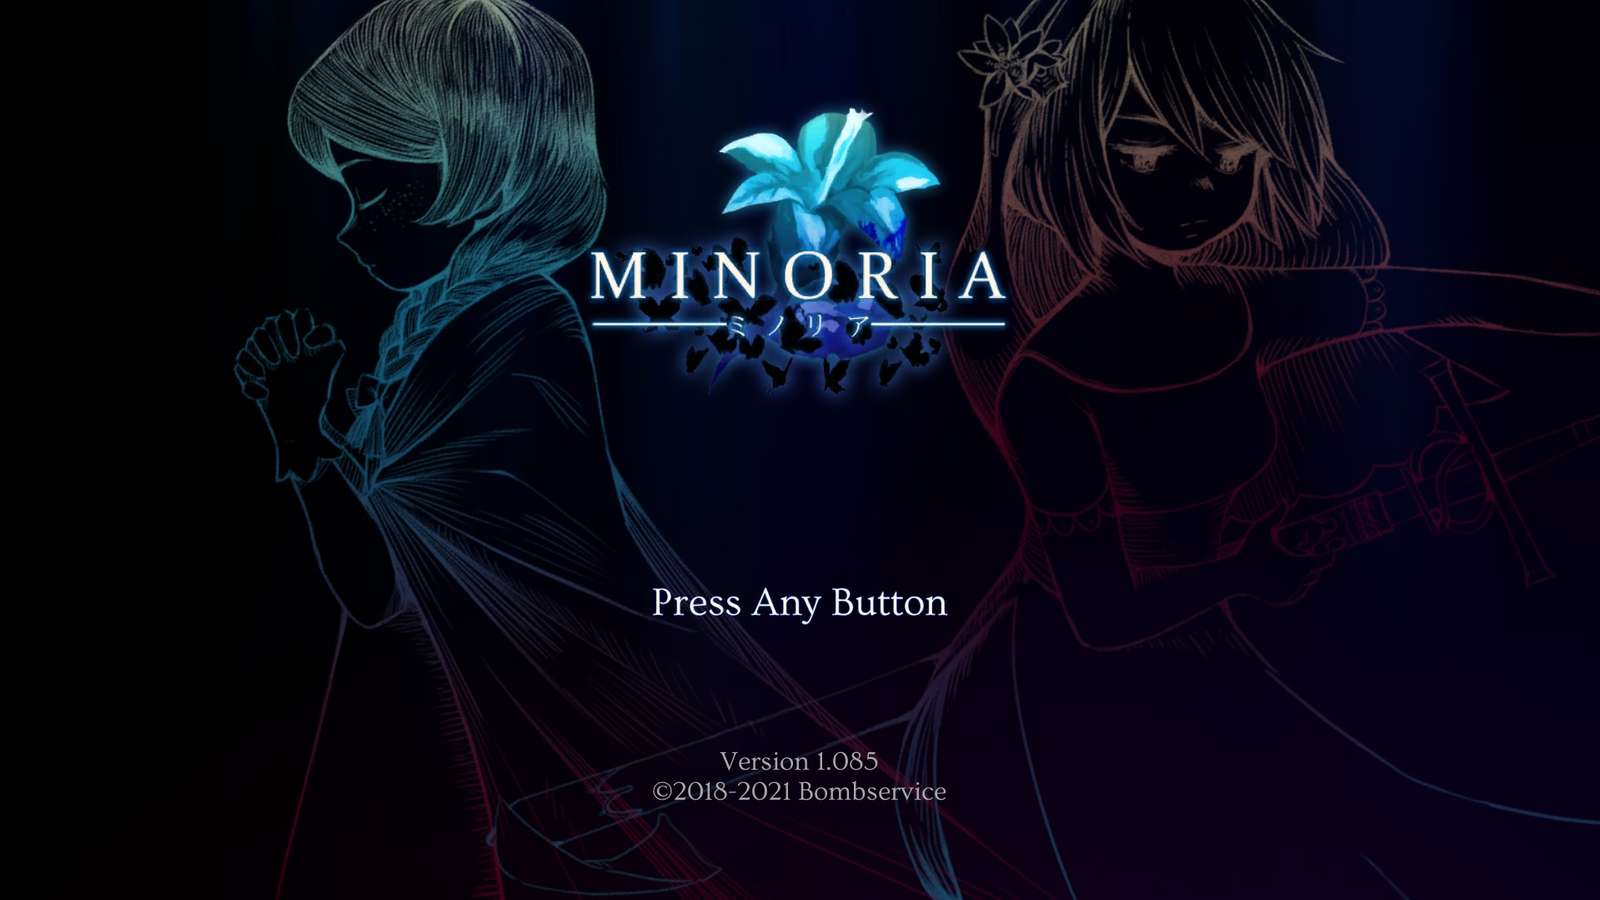 MINORIA
ミノリア
Press Any Button
Version 1.085
©2018-2021 Bombservice